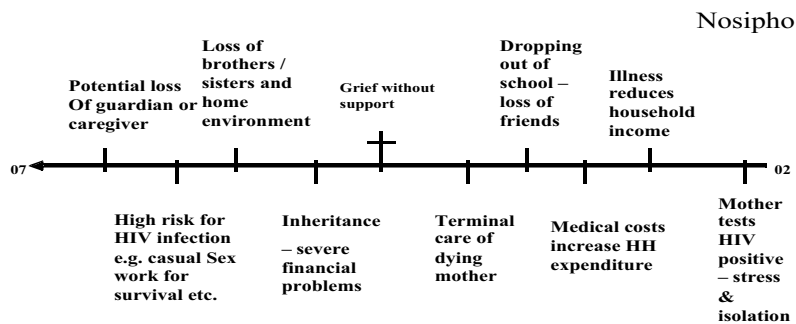 Nosipho
Potential loss
Of guardian or
caregiver
Loss of
brothers /
sisters and
home
environment
Grief without
support
Dropping
out of
school –
loss of
friends
Illness
reduces
household
income
07
02
High risk for
HIV infection
e.g. casual Sex
work for
survival etc.
Inheritance
– severe
financial
problems
Terminal
care of
dying
mother
Medical costs
increase HH
expenditure
Mother
tests
HIV
positive
– stress
&
isolation